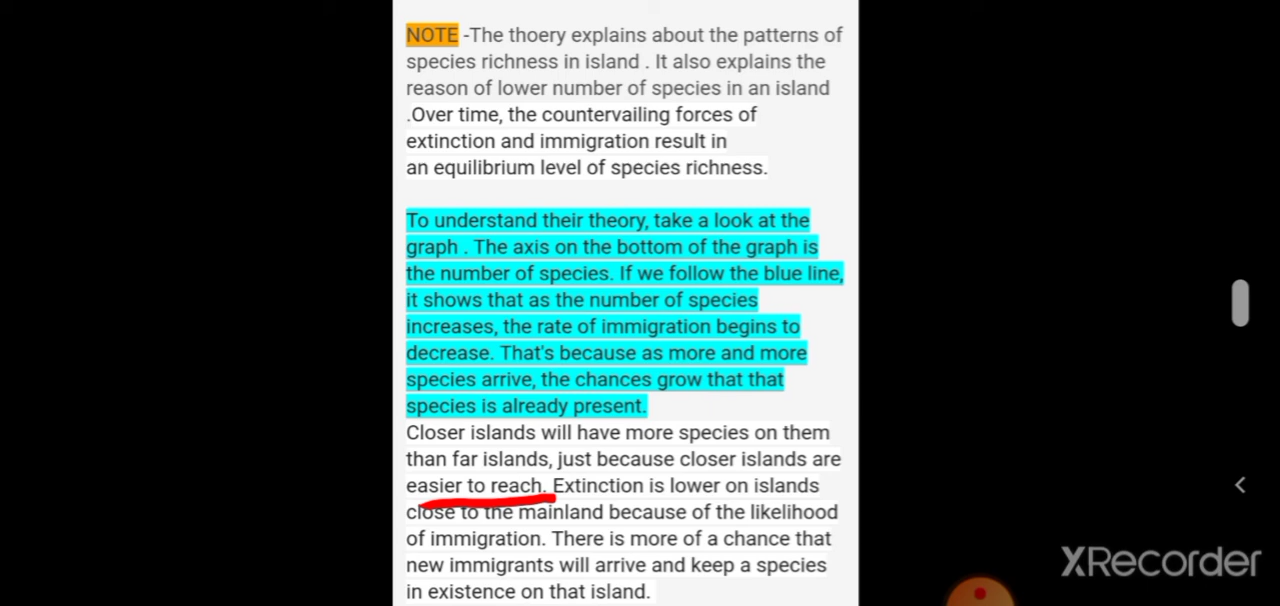 NOTE -The thoery explains about the patterns of
species richness in island . It also explains the
reason of lower number of species in an island
.Over time, the countervailing forces of
extinction and immigration result in
an equilibrium level of species richness.
To understand their theory, take a look at the
graph . The axis on the bottom of the graph is
the number of species. If we follow the blue line,
it shows that as the number of species
increases, the rate of immigration begins to
decrease. That's because as more and more
species arrive, the chances grow that that
species is already present.
Closer islands will have more species on them
than far islands, just because closer islands are
easier to reach. Extinction is lower on islands
close to the mainland because of the likelihood
of immigration. There is more of a chance that
new immigrants will arrive and keep a species
in existence on that island.
XRecorder